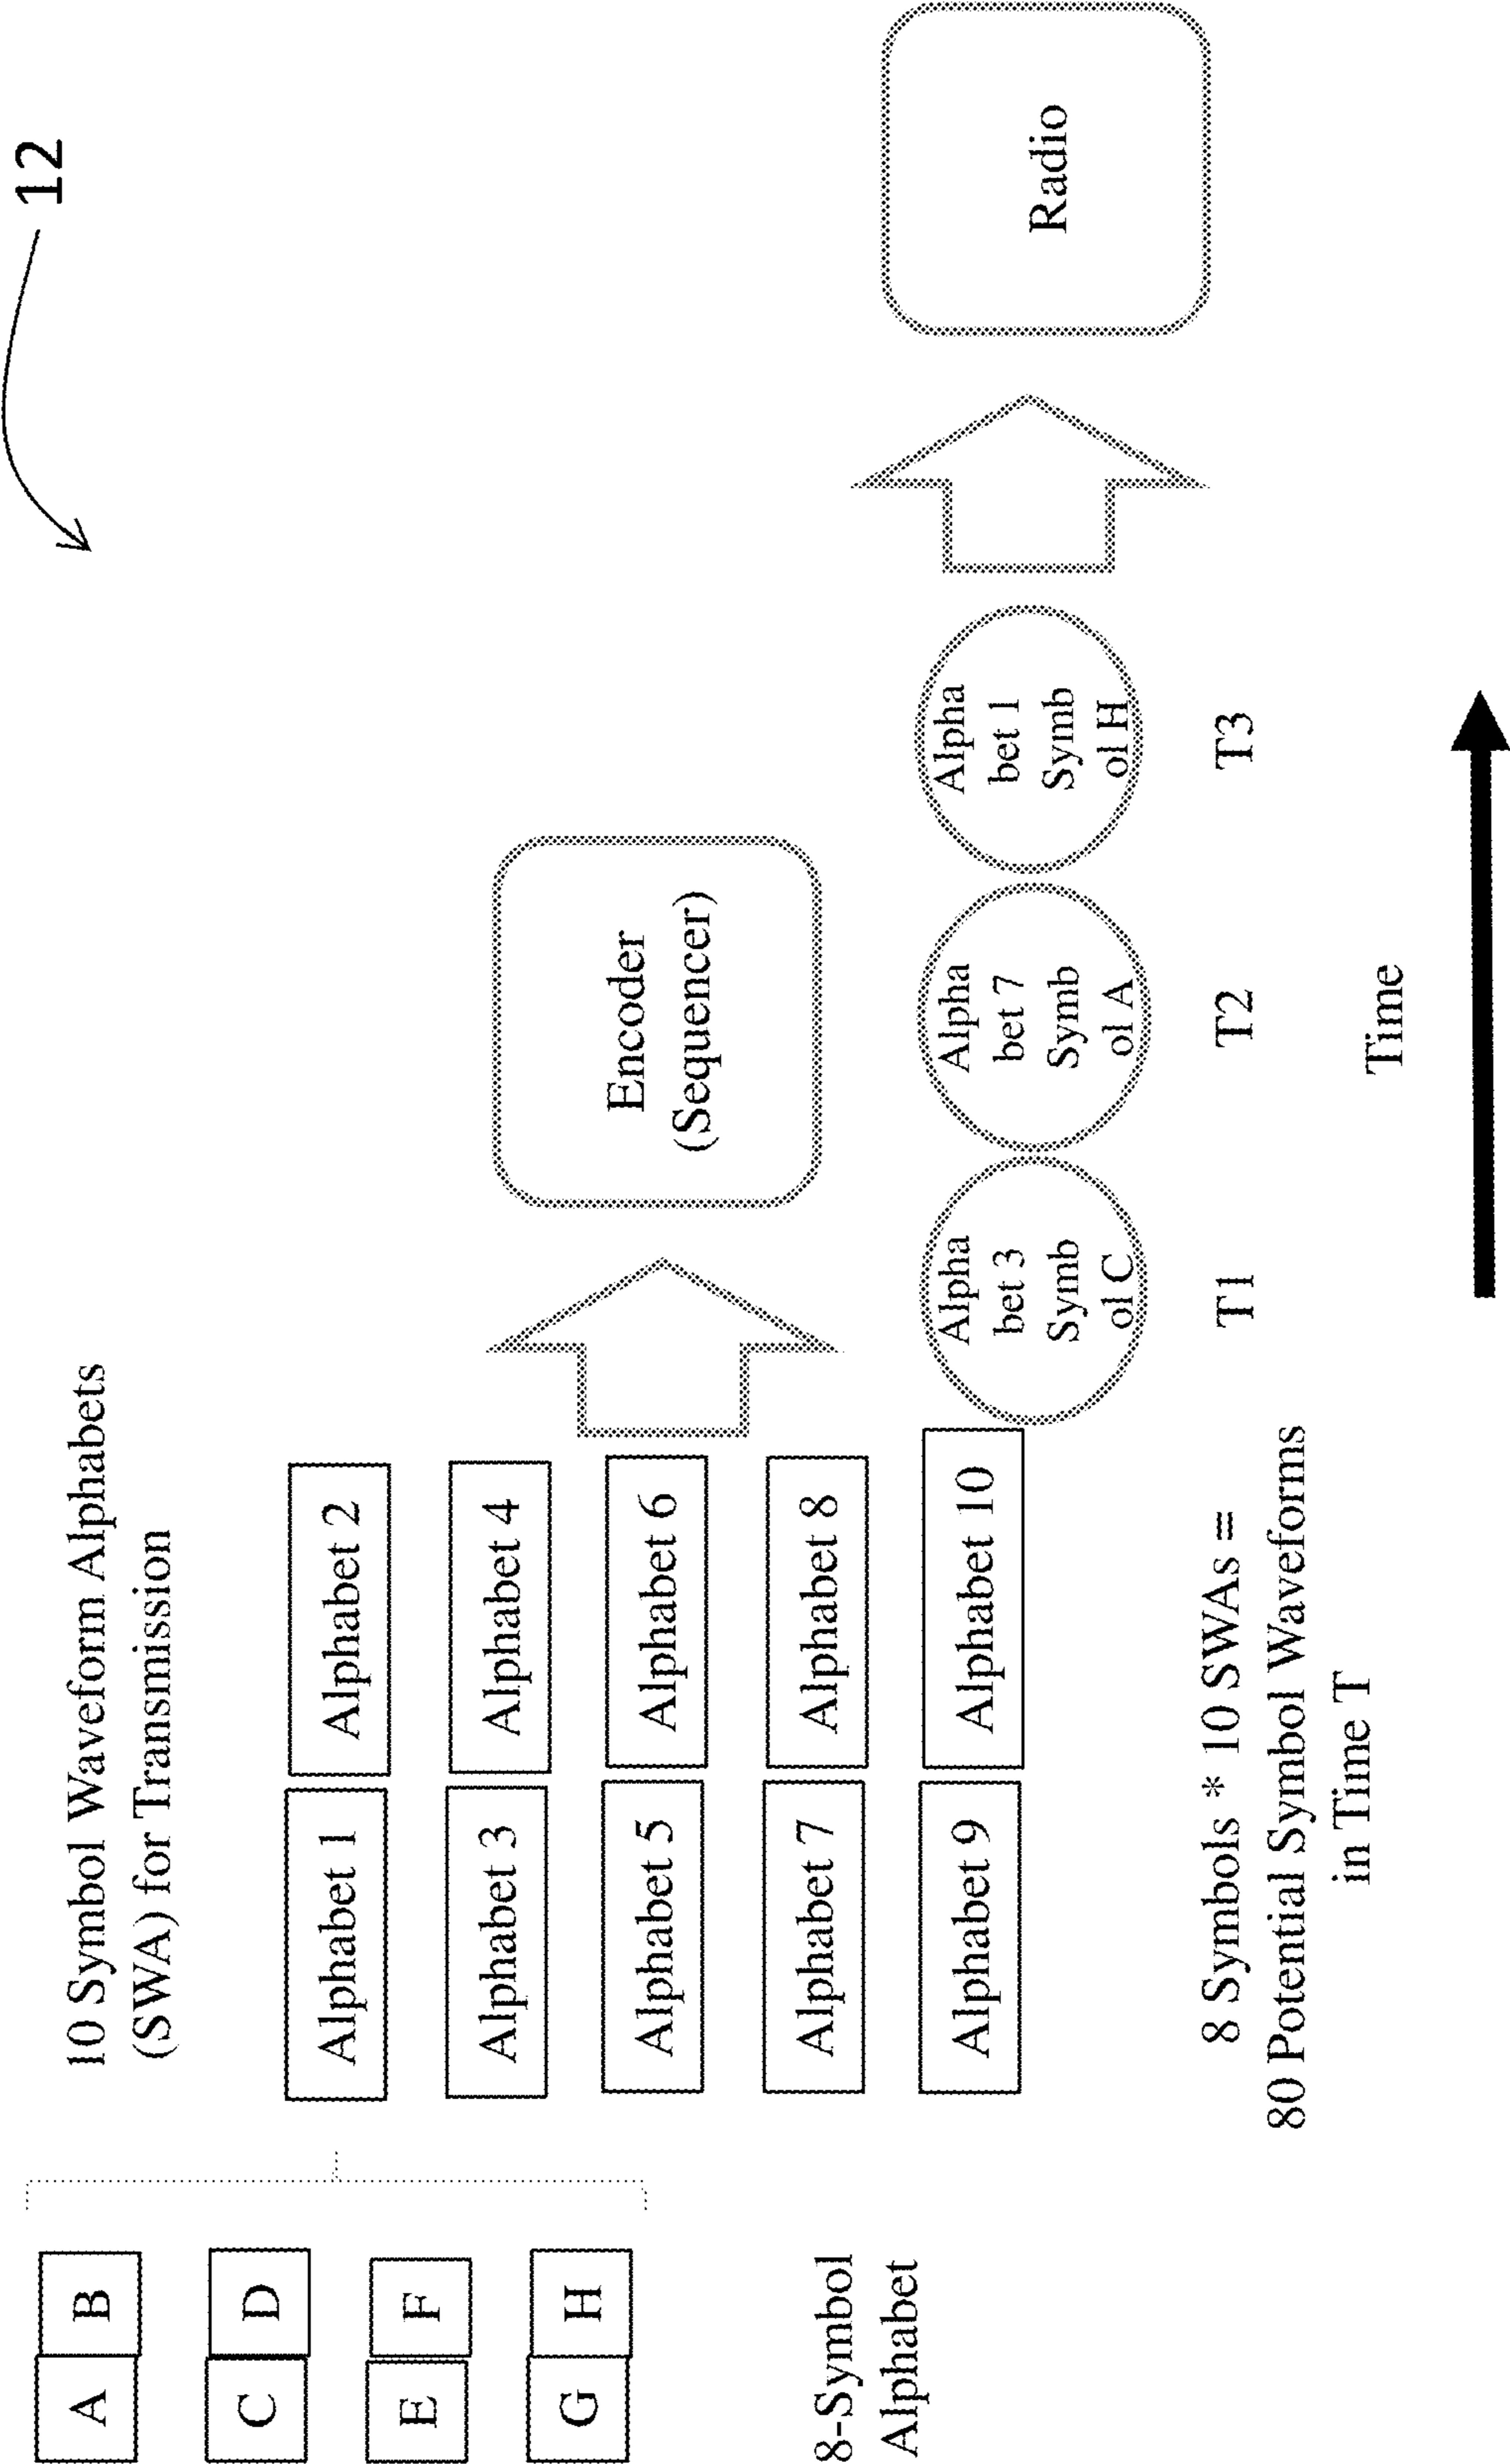 12
10 Symbol Waveform Alphabets
(SWA) for Transmission
A
B
C
D
E
F
G
H
8-Symbol
Alphabet
Alphabet 1
Alphabet 2
Alphabet 3
Alphabet 4
Alphabet 5
Alphabet 6
Alphabet 7
Alphabet 8
Alphabet 9
Alphabet 10
8 Symbols * 10 SWAs =
80 Potential Symbol Waveforms
in Time T
Encoder
(Sequencer)
Alpha
bet 3
Symb
ol C
Alpha
bet 7
Symb
ol A
Alpha
bet 1
Symb
ol H
T1
T2
T3
Time
Radio